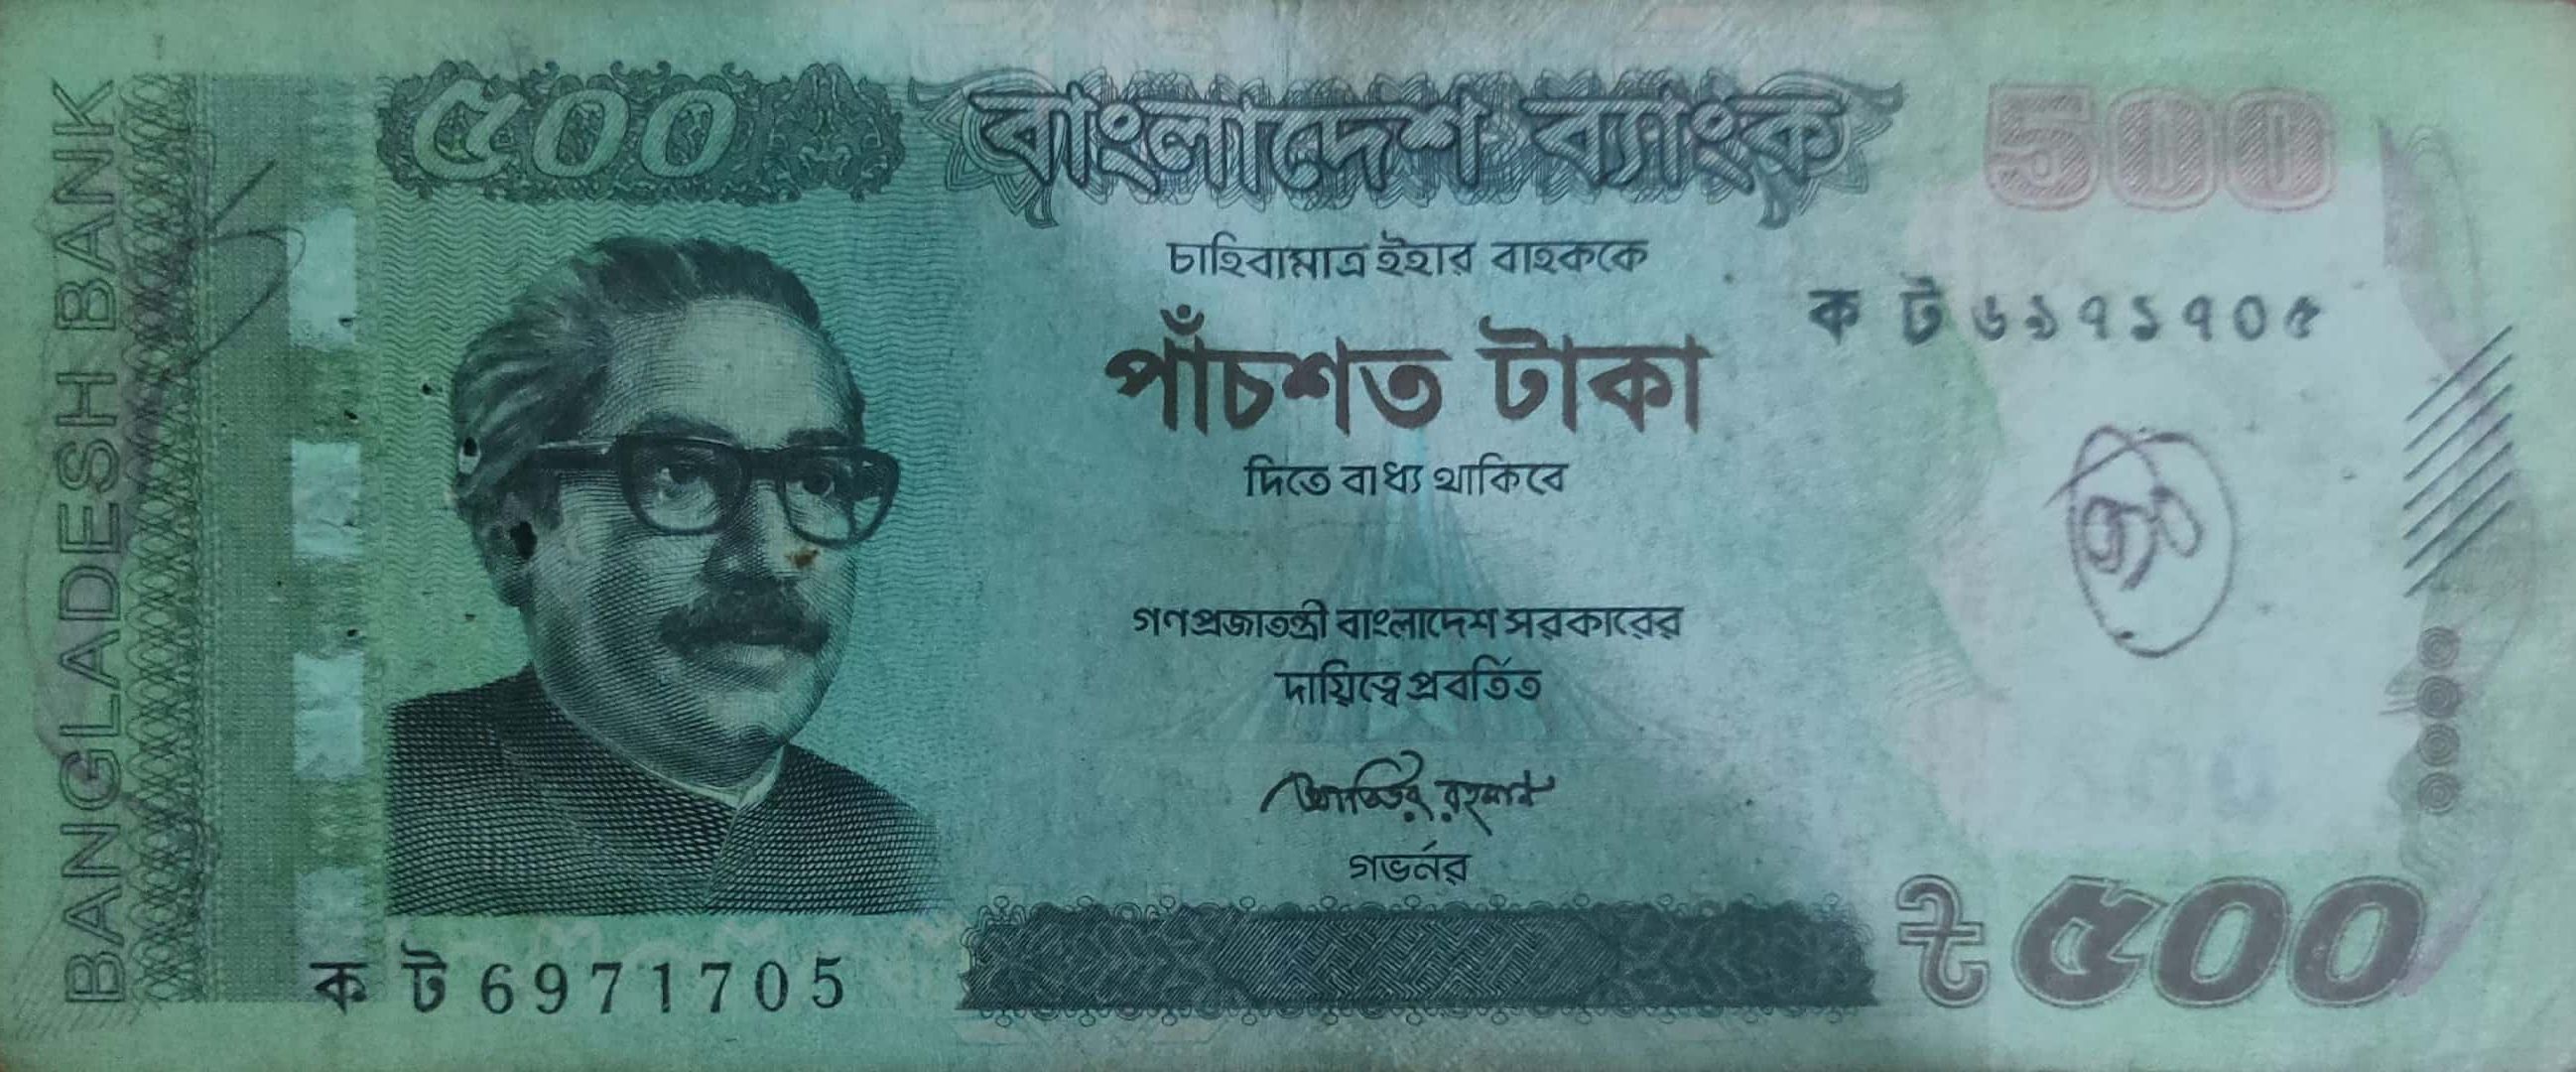 BANGLADESH BANK
৫০০
বাংলাদেশ ব্যাংক
500
চাহিবামাত্র ইহার বাহককে
ক ট ৬৯৭১৭০৫
পাঁচশত টাকা
দিতে বাধ্য থাকিবে
গণপ্রজাতন্ত্রী বাংলাদেশ সরকারের
দায়িত্বে প্রবর্তিত
আতিউর রহমান
গভর্নর
ক ট 6971705
৳ ৫০০